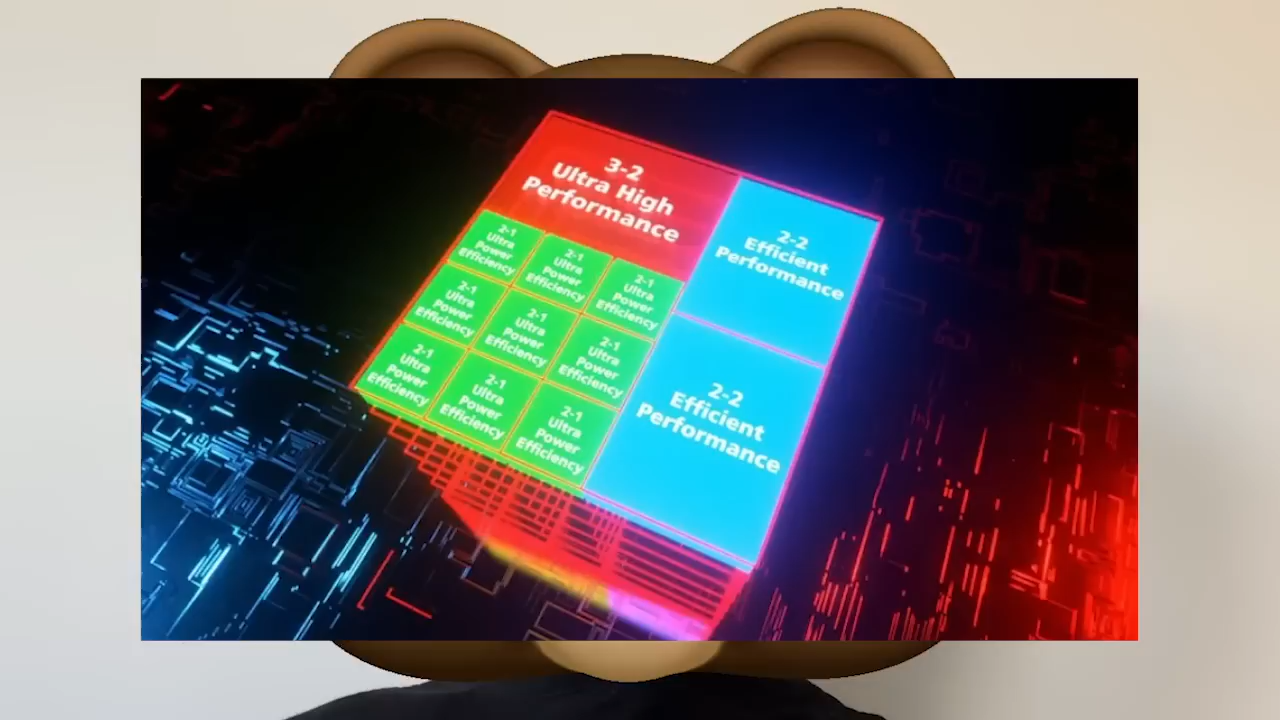 3-2
Ultra High
Performance
2-2
Efficient
Performance
2-1
Ultra
Power
Efficiency
2-1
Ultra
Power
Efficiency
2-1
Ultra
Power
Efficiency
2-1
Ultra
Power
Efficiency
2-1
Ultra
Power
Efficiency
2-1
Ultra
Power
Efficiency
2-1
Ultra
Power
Efficiency
2-1
Ultra
Power
Efficiency
2-1
Ultra
Power
Efficiency
2-2
Efficient
Performance